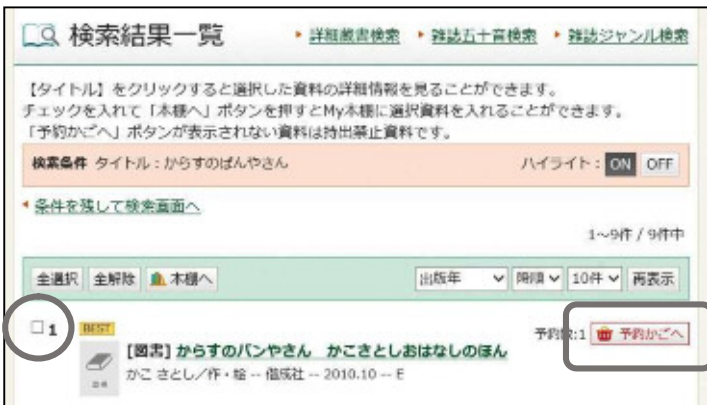 検索結果一覧 ▸ 詳細蔵書検索 ▸ 雑誌五十音検索 ▸ 雑誌ジャンル検索
【タイトル】をクリックすると選択した資料の詳細情報を見ることができます。
チェックを入れて「本棚へ」ボタンを押すとMy本棚に選択資料を入れることができます。
「予約かごへ」ボタンが表示されない資料は持出禁止資料です。
検索条件 タイトル:からすのぱんやさん ハイライト: ON OFF
条件を残して検索画面へ
1~9件 / 9件中
全選択 全解除 本棚へ 出版年 降順 10件 再表示
1 BEST 予約数:1 予約かごへ
[図書] からすのパンやさん かこさとしおはなしのほん
かこ さとし/作・絵 -- 偕成社 -- 2010.10 -- E